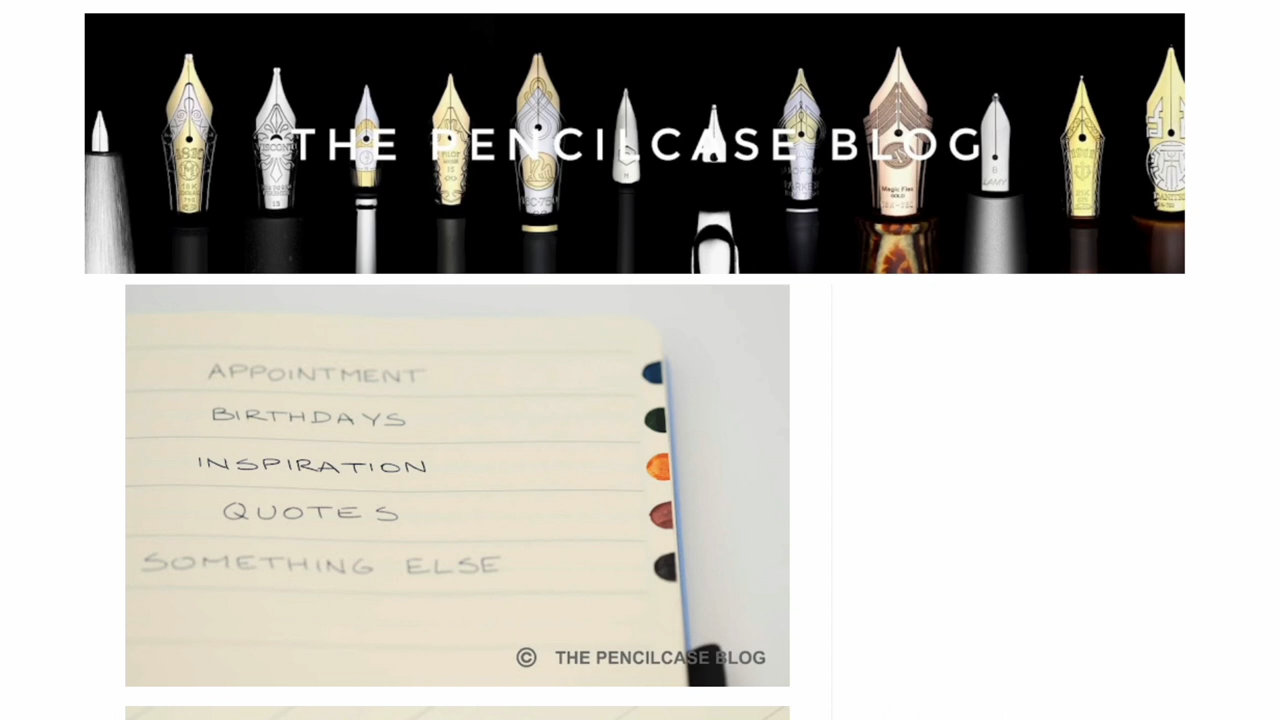 THE PENCILCASE BLOG
APPOINTMENT
BIRTHDAYS
INSPIRATION
QUOTES
SOMETHING ELSE
© THE PENCILCASE BLOG